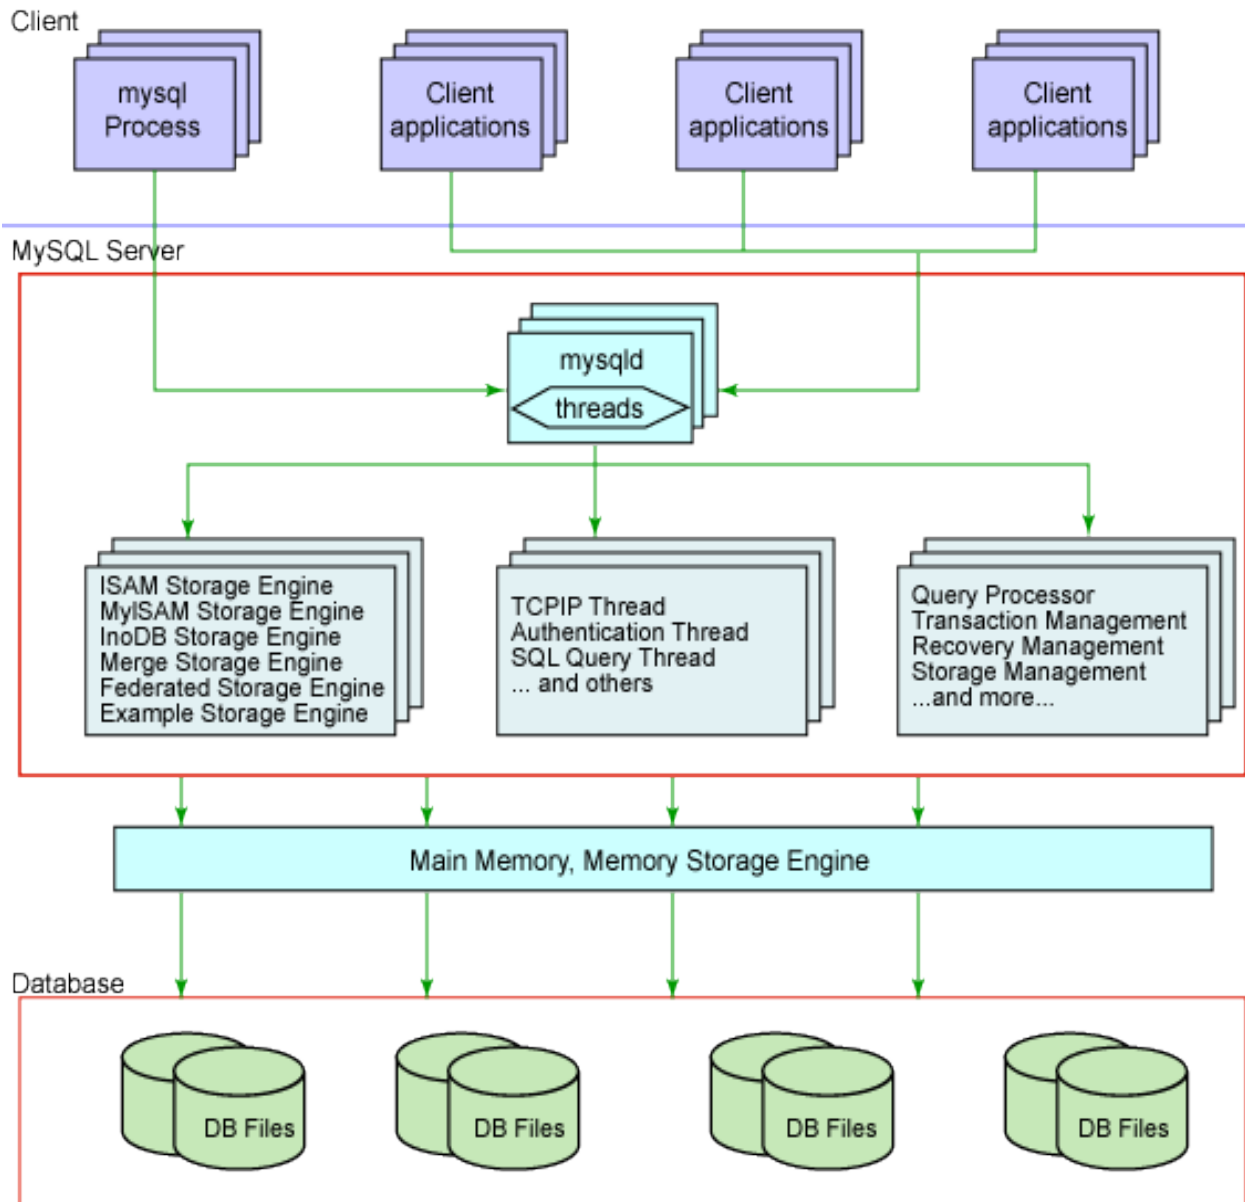 Client
mysql
Process
Client
applications
Client
applications
Client
applications
MySQL Server
mysqld
threads
ISAM Storage Engine
MyISAM Storage Engine
InoDB Storage Engine
Merge Storage Engine
Federated Storage Engine
Example Storage Engine
TCPIP Thread
Authentication Thread
SQL Query Thread
... and others
Query Processor
Transaction Management
Recovery Management
Storage Management
...and more...
Main Memory, Memory Storage Engine
Database
DB Files
DB Files
DB Files
DB Files